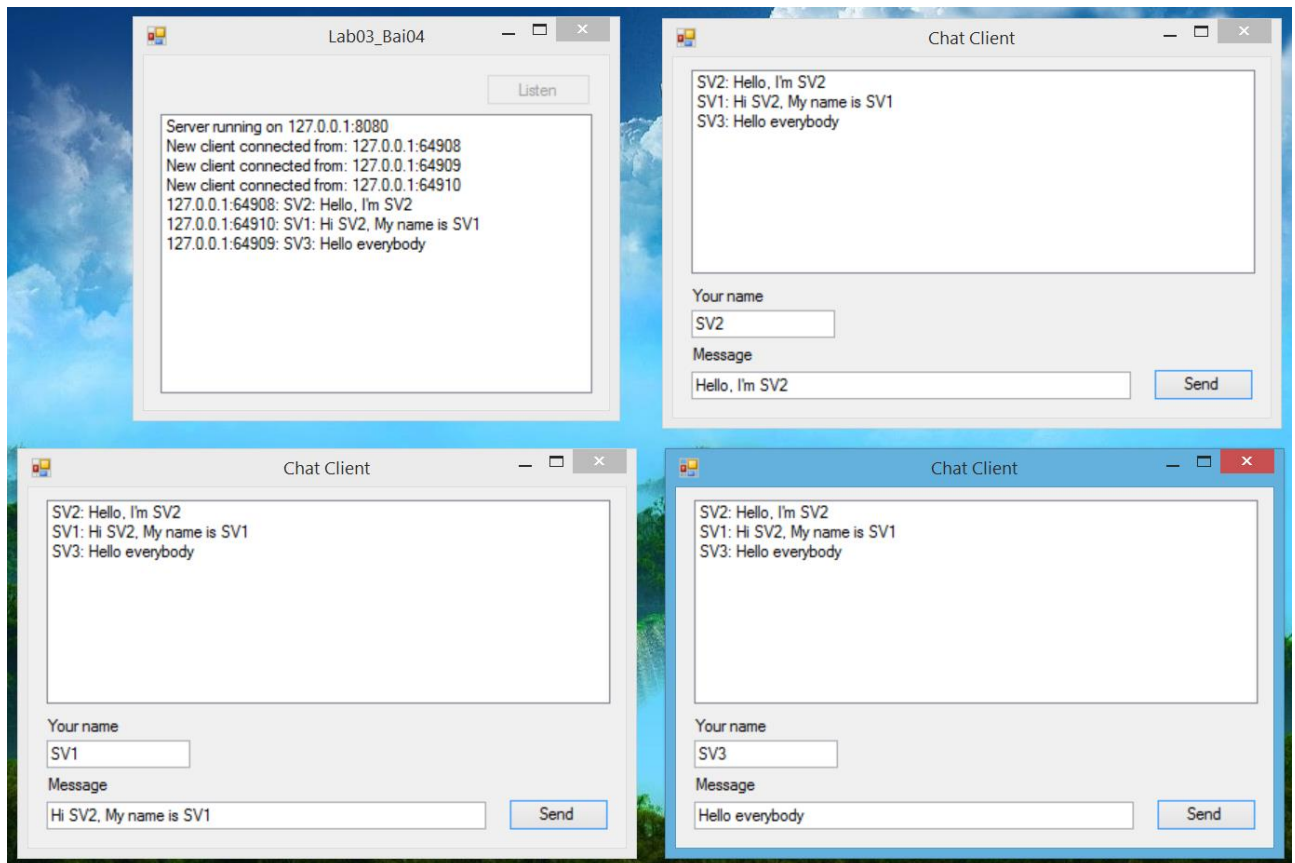 Lab03_Bai04
Listen
Server running on 127.0.0.1:8080
New client connected from: 127.0.0.1:64908
New client connected from: 127.0.0.1:64909
New client connected from: 127.0.0.1:64910
127.0.0.1:64908: SV2: Hello, I'm SV2
127.0.0.1:64910: SV1: Hi SV2, My name is SV1
127.0.0.1:64909: SV3: Hello everybody
Chat Client
SV2: Hello, I'm SV2
SV1: Hi SV2, My name is SV1
SV3: Hello everybody
Your name
SV2
Message
Hello, I'm SV2
Send
Chat Client
SV2: Hello, I'm SV2
SV1: Hi SV2, My name is SV1
SV3: Hello everybody
Your name
SV1
Message
Hi SV2, My name is SV1
Send
Chat Client
SV2: Hello, I'm SV2
SV1: Hi SV2, My name is SV1
SV3: Hello everybody
Your name
SV3
Message
Hello everybody
Send